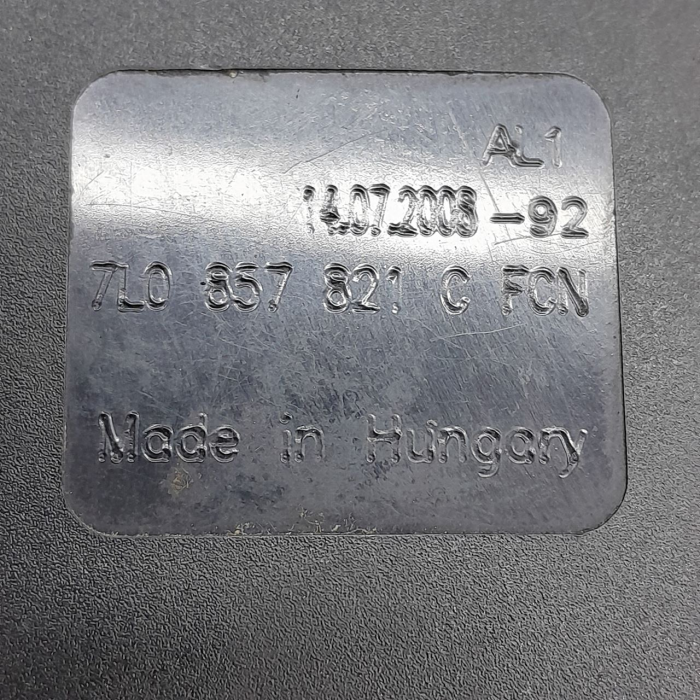 AL1
14.07.2008 -92
7L0 857 821 C FCN
Made in Hungary